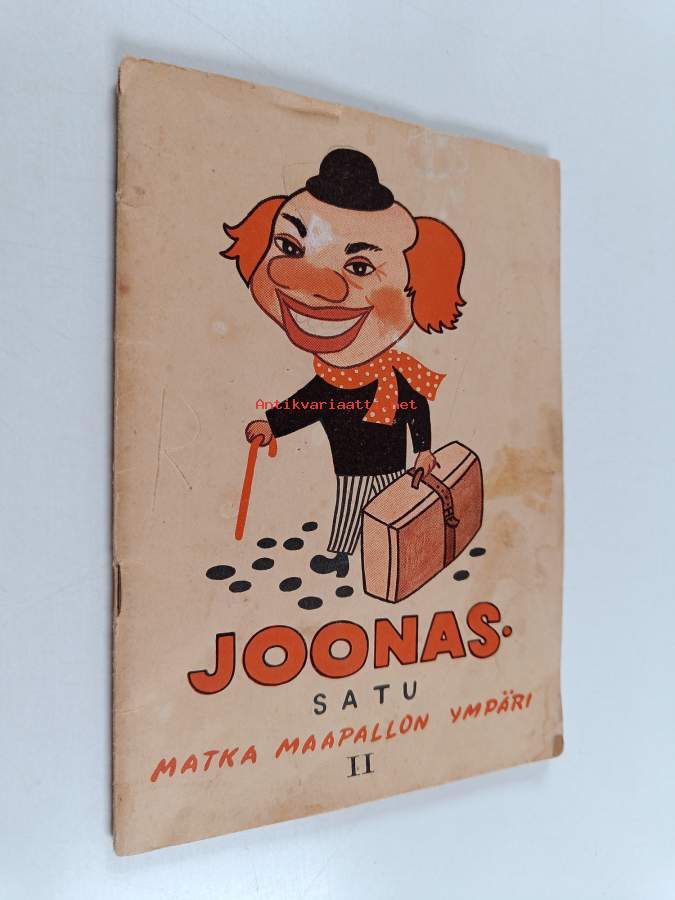 Antikvariaatti.net
JOONAS-
SATU
MATKA MAAPALLON YMPÄRI
II